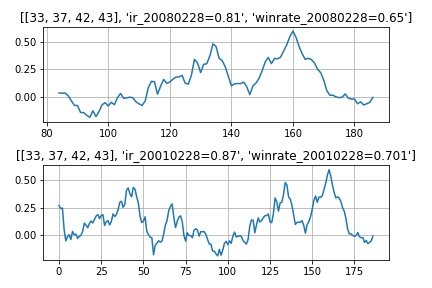 [[33, 37, 42, 43], 'ir_20080228=0.81', 'winrate_20080228=0.65']
0.50
0.25
0.00
80 100 120 140 160 180
[[33, 37, 42, 43], 'ir_20010228=0.87', 'winrate_20010228=0.701']
0.50
0.25
0.00
0 25 50 75 100 125 150 175